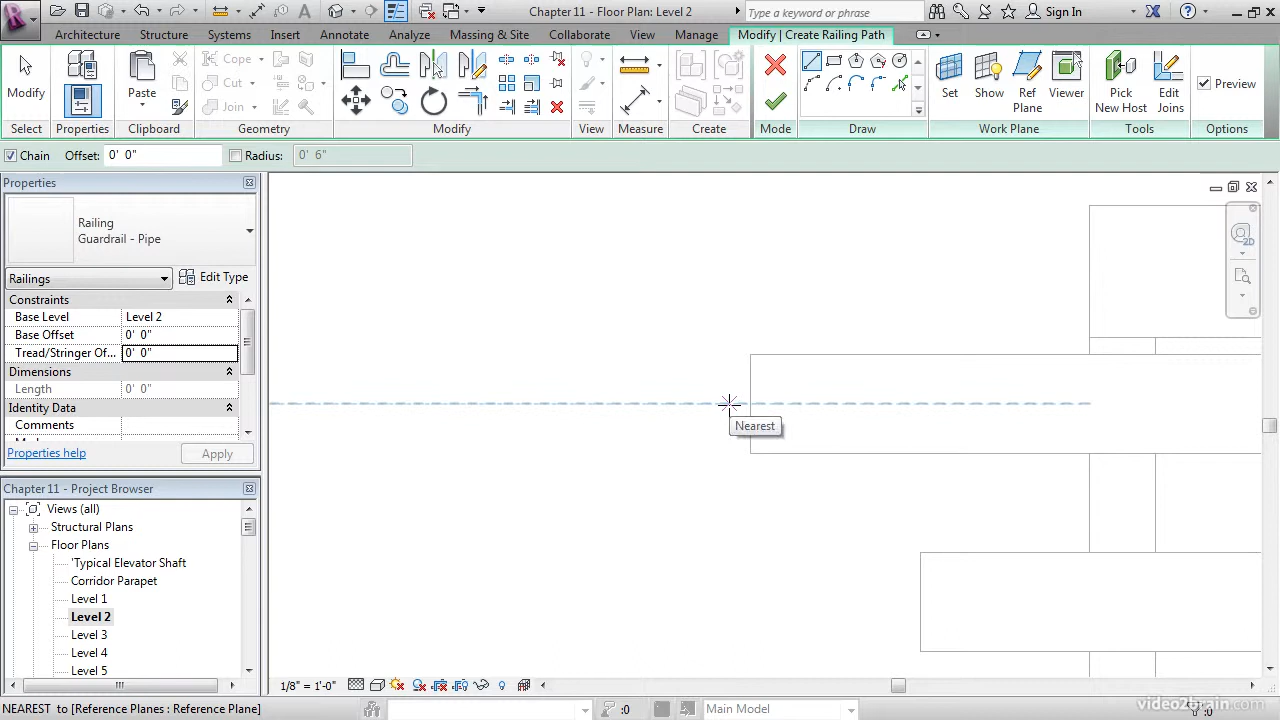 Chapter 11 - Floor Plan: Level 2
Type a keyword or phrase
Sign In
Architecture Structure Systems Insert Annotate Analyze Massing & Site Collaborate View Manage Modify | Create Railing Path
Modify
Paste
Cope
Cut
Join
Set
Show
Ref Plane
Viewer
Pick New Host
Edit Joins
Preview
Select Properties Clipboard Geometry Modify View Measure Create Mode Draw Work Plane Tools Options
Chain Offset: 0' 0" Radius: 0' 6"
Properties
Railing
Guardrail - Pipe
Railings Edit Type
Constraints
Base Level Level 2
Base Offset 0' 0"
Tread/Stringer Of... 0' 0"
Dimensions
Length 0' 0"
Identity Data
Comments
Properties help Apply
Chapter 11 - Project Browser
Views (all)
Structural Plans
Floor Plans
'Typical Elevator Shaft
Corridor Parapet
Level 1
Level 2
Level 3
Level 4
Level 5
2D
Nearest
1/8" = 1'-0"
NEAREST to [Reference Planes : Reference Plane]
:0
Main Model
video2brain.com